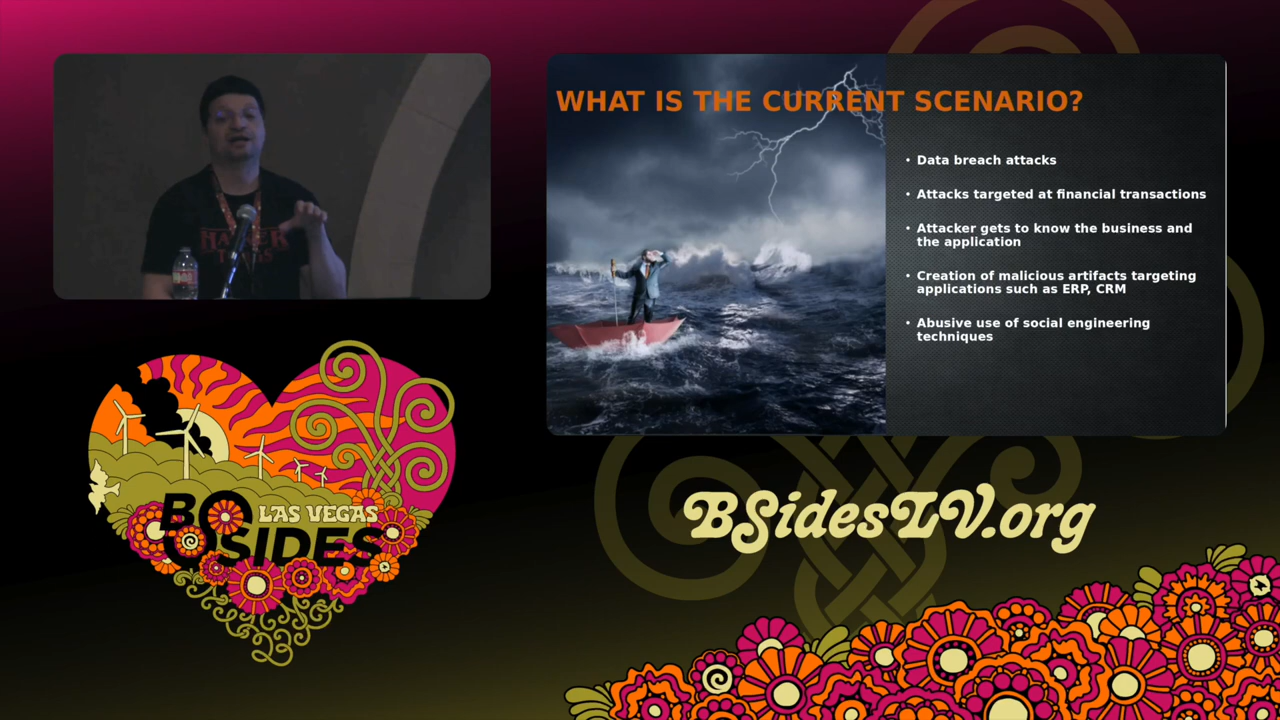 WHAT IS THE CURRENT SCENARIO?
• Data breach attacks
• Attacks targeted at financial transactions
• Attacker gets to know the business and
the application
• Creation of malicious artifacts targeting
applications such as ERP, CRM
• Abusive use of social engineering
techniques
HACKER
BSIDES
LAS VEGAS
BSidesLV.org